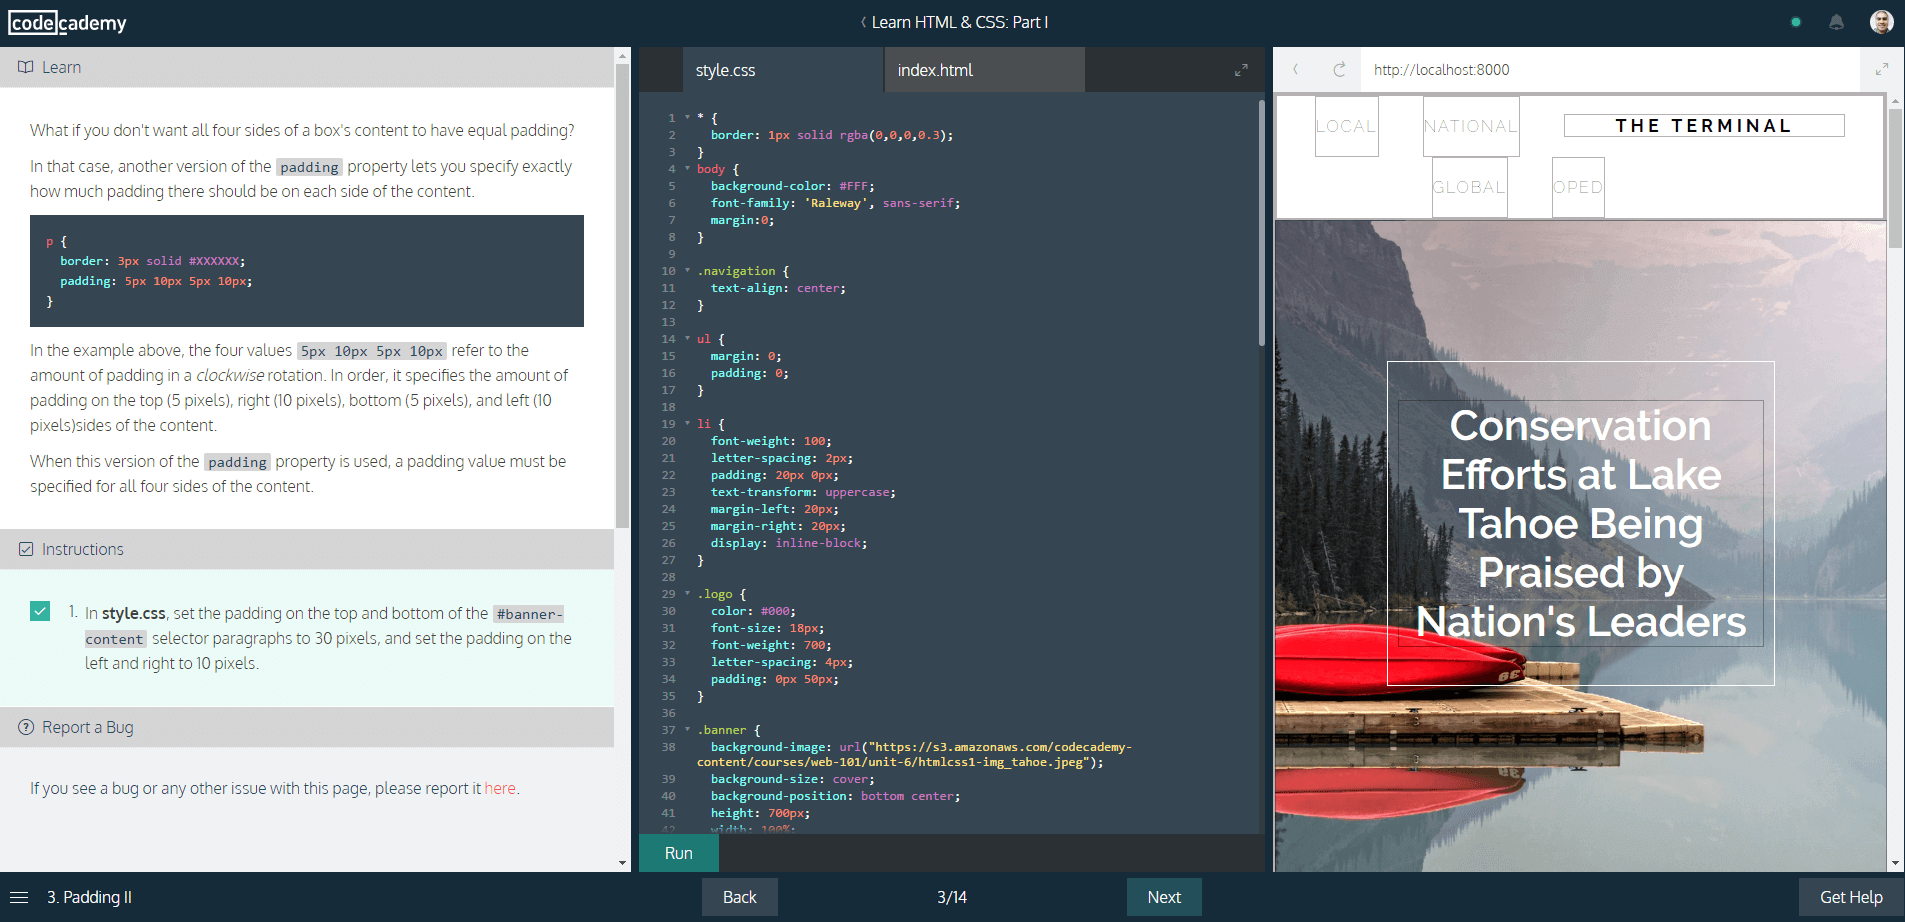 codecademy
Learn HTML & CSS: Part I
Learn
What if you don't want all four sides of a box's content to have equal padding?
In that case, another version of the padding property lets you specify exactly
how much padding there should be on each side of the content.
p {
border: 3px solid #XXXXXX;
padding: 5px 10px 5px 10px;
}
In the example above, the four values 5px 10px 5px 10px refer to the
amount of padding in a clockwise rotation. In order, it specifies the amount of
padding on the top (5 pixels), right (10 pixels), bottom (5 pixels), and left (10
pixels)sides of the content.
When this version of the padding property is used, a padding value must be
specified for all four sides of the content.
Instructions
1. In style.css, set the padding on the top and bottom of the #banner-
content selector paragraphs to 30 pixels, and set the padding on the
left and right to 10 pixels.
Report a Bug
If you see a bug or any other issue with this page, please report it here.
style.css
index.html
1 * {
2 border: 1px solid rgba(0,0,0,0.3);
3 }
4 body {
5 background-color: #FFF;
6 font-family: 'Raleway', sans-serif;
7 margin:0;
8 }
9
10 .navigation {
11 text-align: center;
12 }
13
14 ul {
15 margin: 0;
16 padding: 0;
17 }
18
19 li {
20 font-weight: 100;
21 letter-spacing: 2px;
22 padding: 20px 0px;
23 text-transform: uppercase;
24 margin-left: 20px;
25 margin-right: 20px;
26 display: inline-block;
27 }
28
29 .logo {
30 color: #000;
31 font-size: 18px;
32 font-weight: 700;
33 letter-spacing: 4px;
34 padding: 0px 50px;
35 }
36
37 .banner {
38 background-image: url("https://s3.amazonaws.com/codecademy-
content/courses/web-101/unit-6/htmlcss1-img_tahoe.jpeg");
39 background-size: cover;
40 background-position: bottom center;
41 height: 700px;
42 width: 100%;
Run
http://localhost:8000
LOCAL NATIONAL THE TERMINAL
GLOBAL OPED
Conservation
Efforts at Lake
Tahoe Being
Praised by
Nation's Leaders
3. Padding II
Back
3/14
Next
Get Help